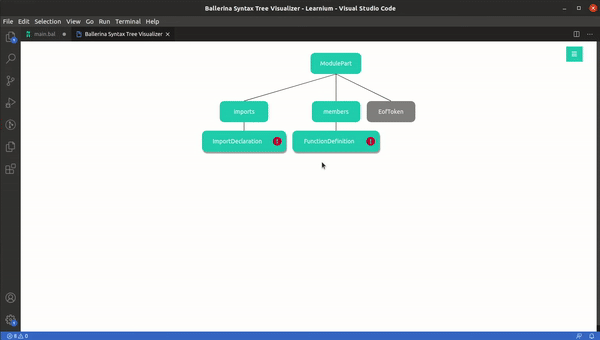 Ballerina Syntax Tree Visualizer - Learnium - Visual Studio Code
File Edit Selection View Go Run Terminal Help
main.bal
Ballerina Syntax Tree Visualizer
ModulePart
imports
members
EofToken
ImportDeclaration !
FunctionDefinition !
8 0